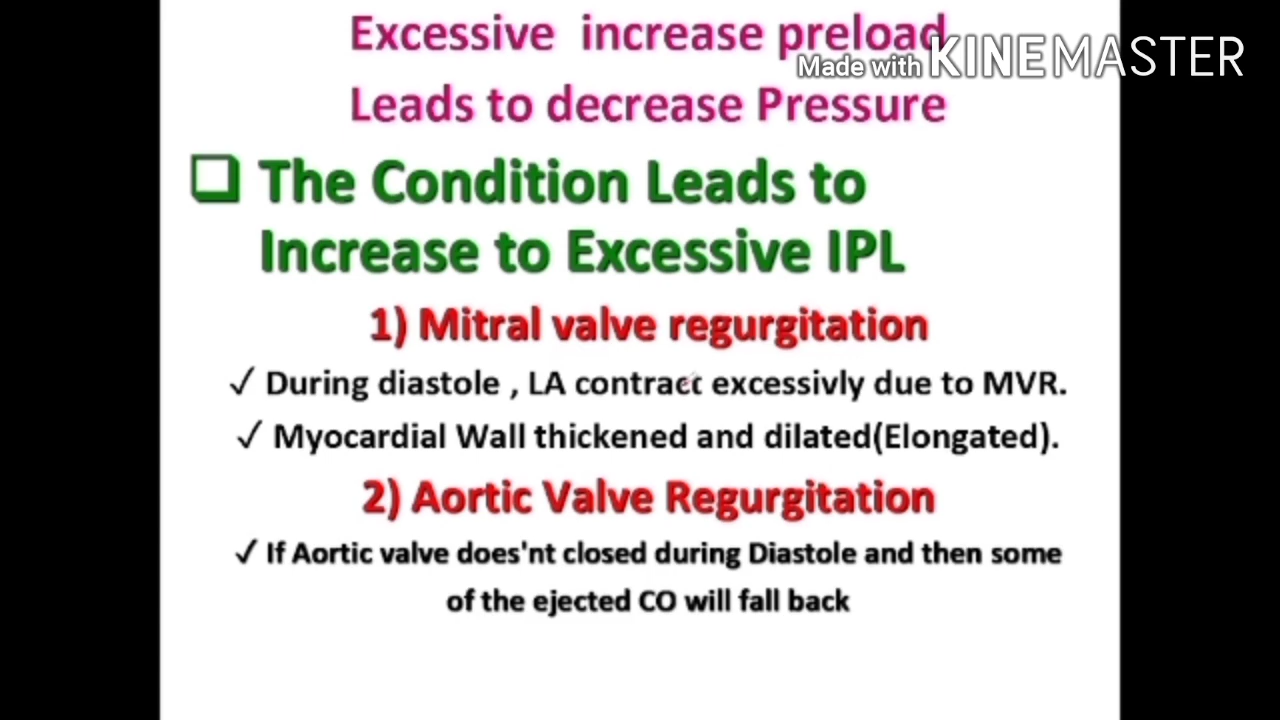 Excessive increase preload
Made with KINEMASTER
Leads to decrease Pressure
❑ The Condition Leads to
Increase to Excessive IPL
1) Mitral valve regurgitation
✓ During diastole , LA contract excessivly due to MVR.
✓ Myocardial Wall thickened and dilated(Elongated).
2) Aortic Valve Regurgitation
✓ If Aortic valve does'nt closed during Diastole and then some
of the ejected CO will fall back